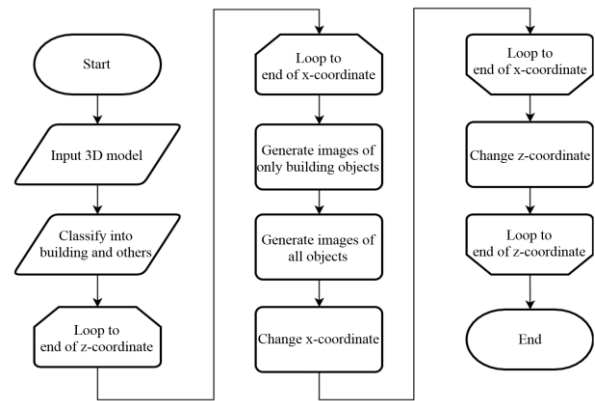 Start
Input 3D model
Classify into
building and others
Loop to
end of z-coordinate
Loop to
end of x-coordinate
Generate images of
only building objects
Generate images of
all objects
Change x-coordinate
Loop to
end of x-coordinate
Change z-coordinate
Loop to
end of z-coordinate
End